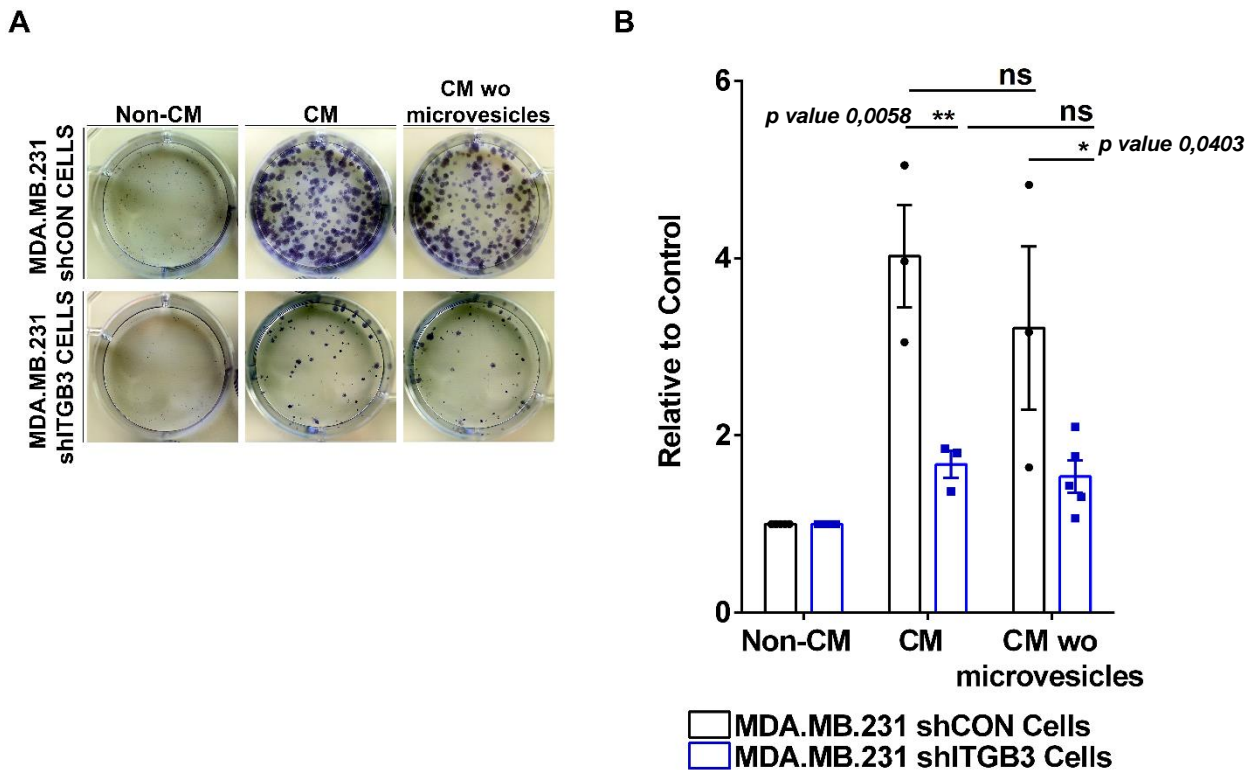 A
B
Non-CM
CM
CM wo
microvesicles
MDA.MB.231
shCON CELLS
MDA.MB.231
shITGB3 CELLS
Relative to Control
6
4
2
0
ns
p value 0,0058
**
ns
*
p value 0,0403
Non-CM
CM
CM wo
microvesicles
MDA.MB.231 shCON Cells
MDA.MB.231 shITGB3 Cells